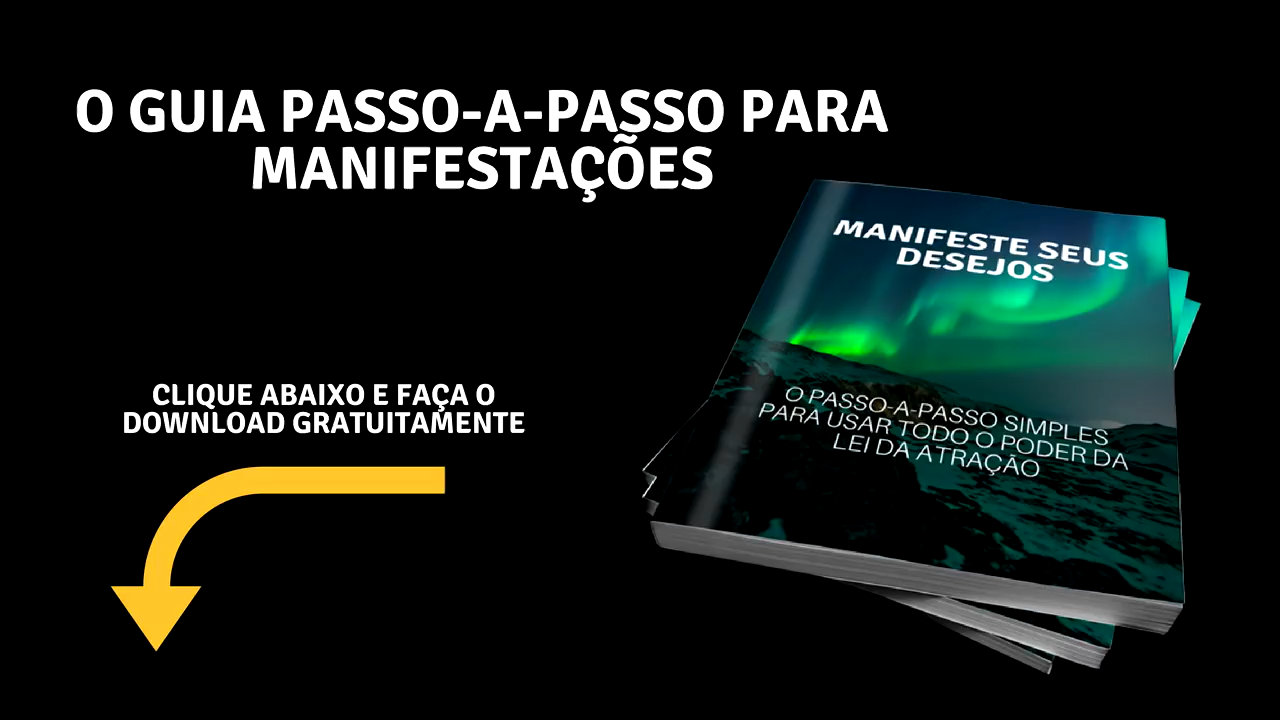 O GUIA PASSO-A-PASSO PARA
MANIFESTAÇÕES
MANIFESTE SEUS
DESEJOS
O PASSO-A-PASSO SIMPLES
PARA USAR TODO O PODER DA
LEI DA ATRAÇÃO
CLIQUE ABAIXO E FAÇA O
DOWNLOAD GRATUITAMENTE